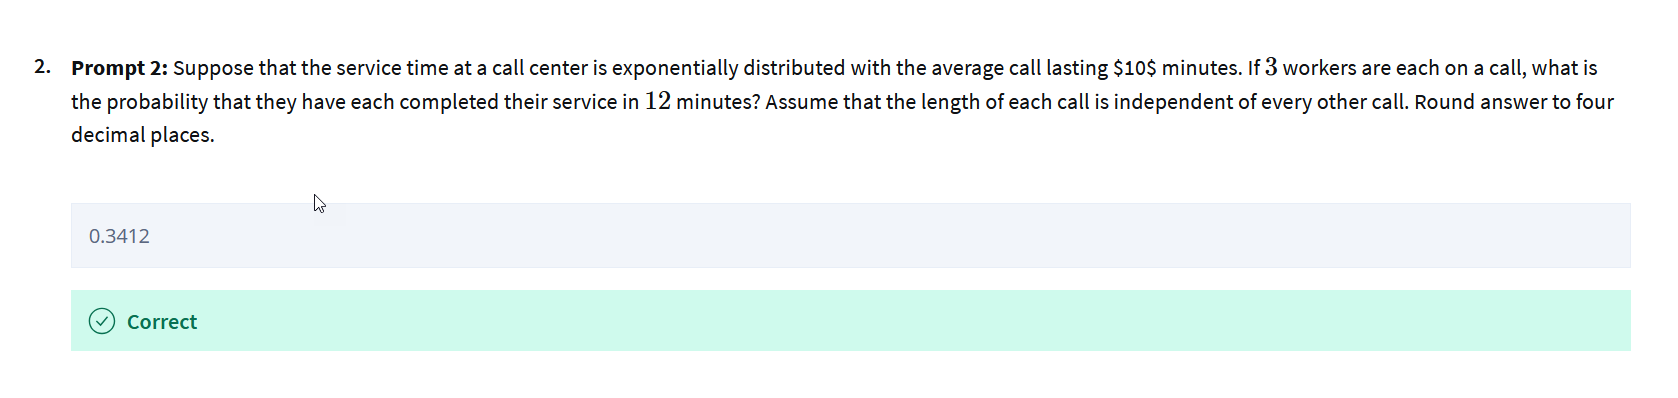 2. Prompt 2: Suppose that the service time at a call center is exponentially distributed with the average call lasting $10$ minutes. If 3 workers are each on a call, what is
the probability that they have each completed their service in 12 minutes? Assume that the length of each call is independent of every other call. Round answer to four
decimal places.
0.3412
Correct